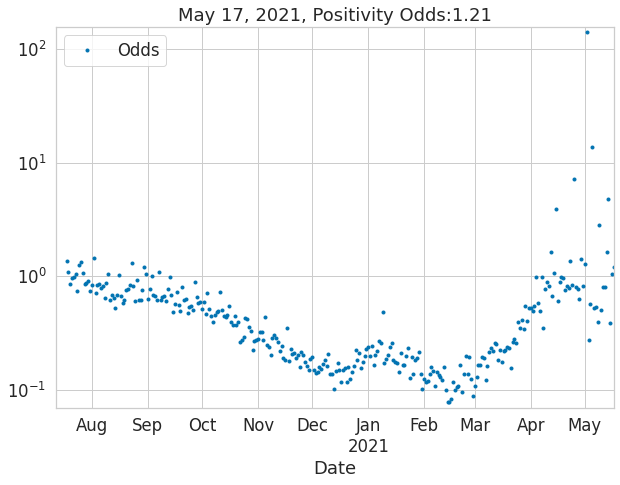 May 17, 2021, Positivity Odds:1.21
Odds
10²
10¹
10⁰
10⁻¹
Aug Sep Oct Nov Dec Jan Feb Mar Apr May
2021
Date